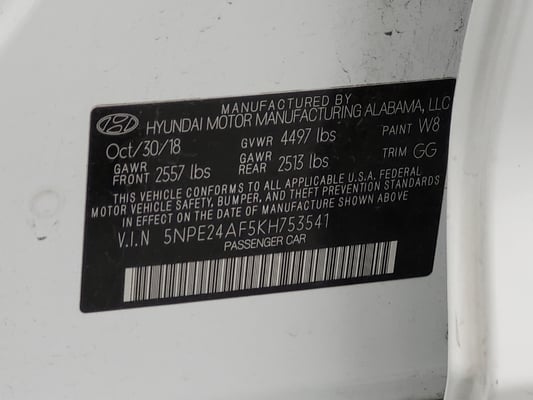 MANUFACTURED BY
HYUNDAI MOTOR MANUFACTURING ALABAMA, LLC
Oct/30/18 GVWR 4497 lbs PAINT W8
GAWR FRONT 2557 lbs GAWR REAR 2513 lbs TRIM GG
THIS VEHICLE CONFORMS TO ALL APPLICABLE U.S.A. FEDERAL
MOTOR VEHICLE SAFETY, BUMPER, AND THEFT PREVENTION STANDARDS
IN EFFECT ON THE DATE OF MANUFACTURE SHOWN ABOVE
V.I.N 5NPE24AF5KH753541
PASSENGER CAR